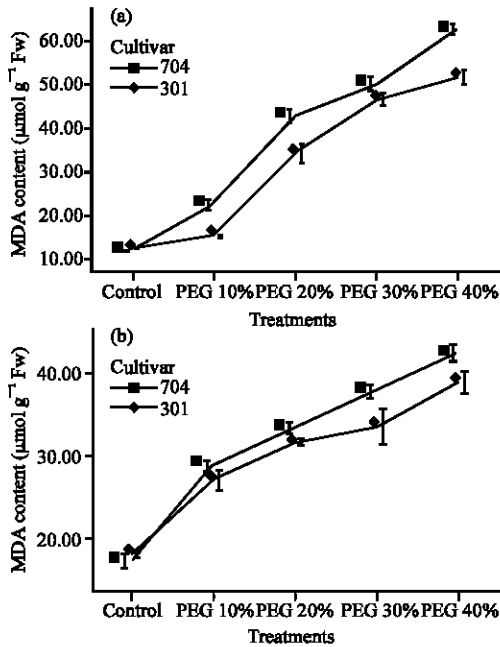 (a)
Cultivar
704
301
MDA content (μmol g⁻¹ Fw)
60.00
50.00
40.00
30.00
20.00
10.00
Control PEG 10% PEG 20% PEG 30% PEG 40%
Treatments
(b)
Cultivar
704
301
MDA content (μmol g⁻¹ Fw)
40.00
30.00
20.00
Control PEG 10% PEG 20% PEG 30% PEG 40%
Treatments